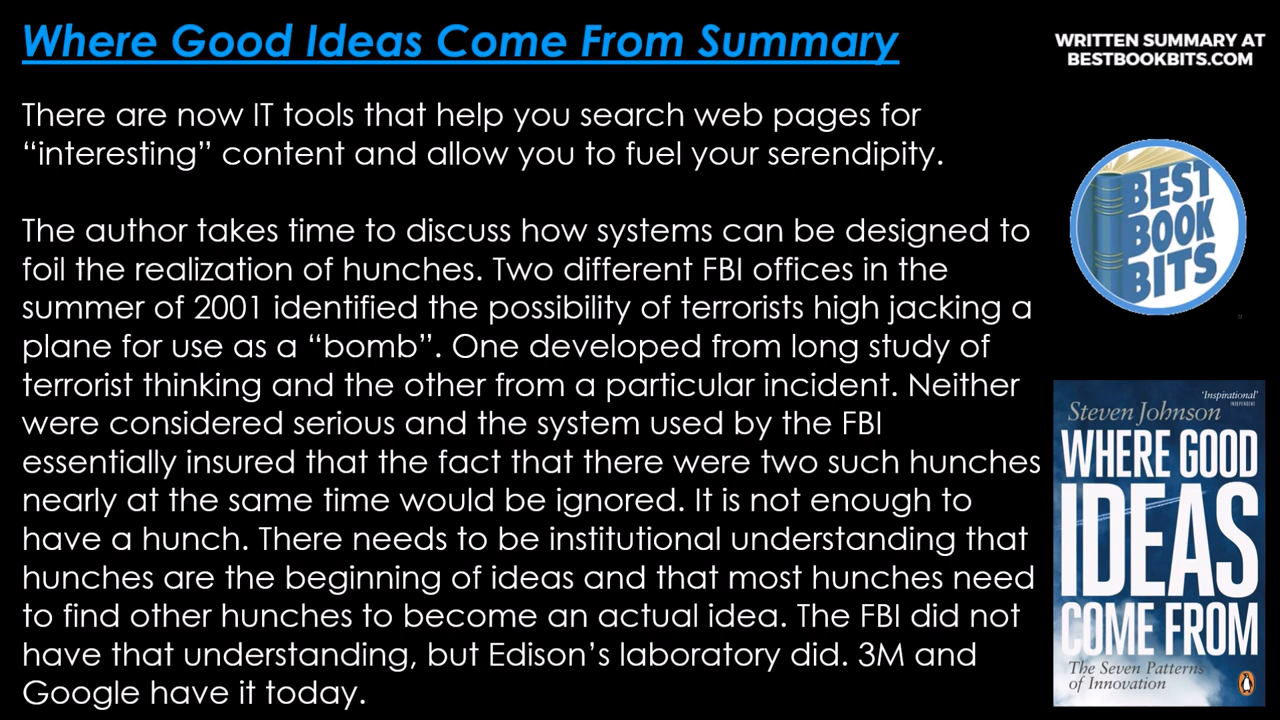 Where Good Ideas Come From Summary
WRITTEN SUMMARY AT
BESTBOOKBITS.COM
There are now IT tools that help you search web pages for
“interesting” content and allow you to fuel your serendipity.
The author takes time to discuss how systems can be designed to
foil the realization of hunches. Two different FBI offices in the
summer of 2001 identified the possibility of terrorists high jacking a
plane for use as a “bomb”. One developed from long study of
terrorist thinking and the other from a particular incident. Neither
were considered serious and the system used by the FBI
essentially insured that the fact that there were two such hunches
nearly at the same time would be ignored. It is not enough to
have a hunch. There needs to be institutional understanding that
hunches are the beginning of ideas and that most hunches need
to find other hunches to become an actual idea. The FBI did not
have that understanding, but Edison’s laboratory did. 3M and
Google have it today.
BEST
BOOK
BITS
‘Inspirational’
INDEPENDENT
Steven Johnson
WHERE GOOD
IDEAS
COME FROM
The Seven Patterns
of Innovation